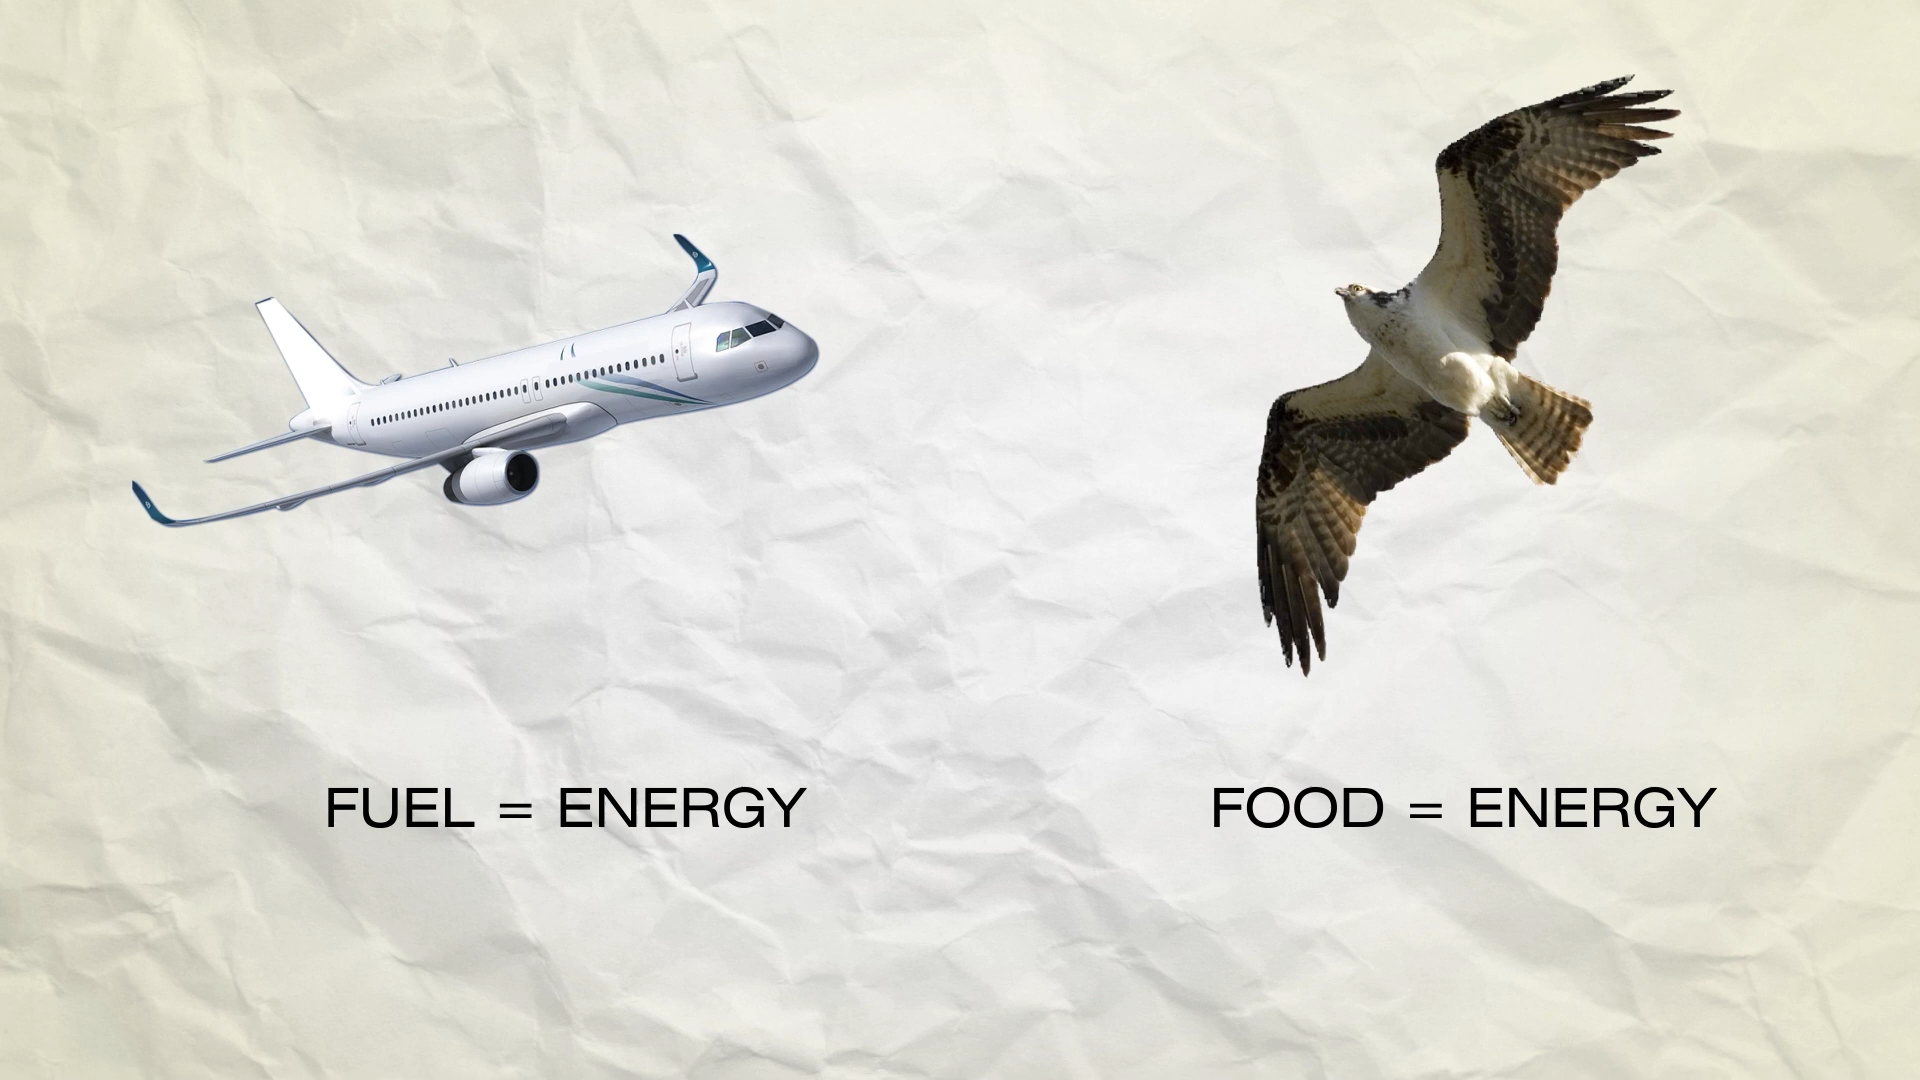 FUEL = ENERGY
FOOD = ENERGY